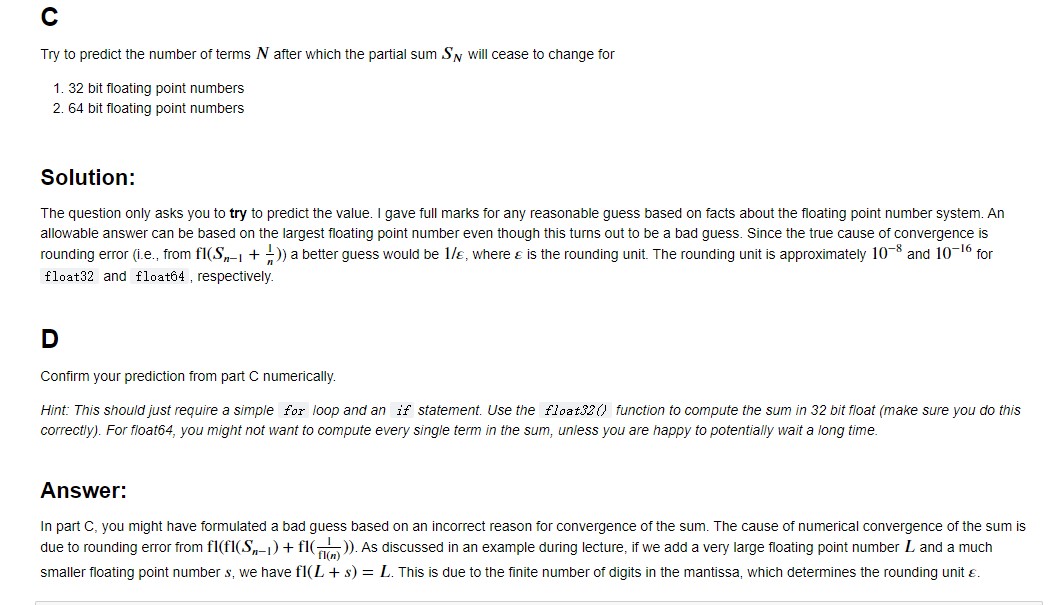 C
Try to predict the number of terms N after which the partial sum S_N will cease to change for
1. 32 bit floating point numbers
2. 64 bit floating point numbers
Solution:
The question only asks you to try to predict the value. I gave full marks for any reasonable guess based on facts about the floating point number system. An
allowable answer can be based on the largest floating point number even though this turns out to be a bad guess. Since the true cause of convergence is
rounding error (i.e., from fl(S_{n−1} + 1/n)) a better guess would be 1/ε, where ε is the rounding unit. The rounding unit is approximately 10^{−8} and 10^{−16} for
float32 and float64 , respectively.
D
Confirm your prediction from part C numerically.
Hint: This should just require a simple for loop and an if statement. Use the float32() function to compute the sum in 32 bit float (make sure you do this
correctly). For float64, you might not want to compute every single term in the sum, unless you are happy to potentially wait a long time.
Answer:
In part C, you might have formulated a bad guess based on an incorrect reason for convergence of the sum. The cause of numerical convergence of the sum is
due to rounding error from fl(fl(S_{n−1}) + fl(1/fl(n))). As discussed in an example during lecture, if we add a very large floating point number L and a much
smaller floating point number s, we have fl(L + s) = L. This is due to the finite number of digits in the mantissa, which determines the rounding unit ε.